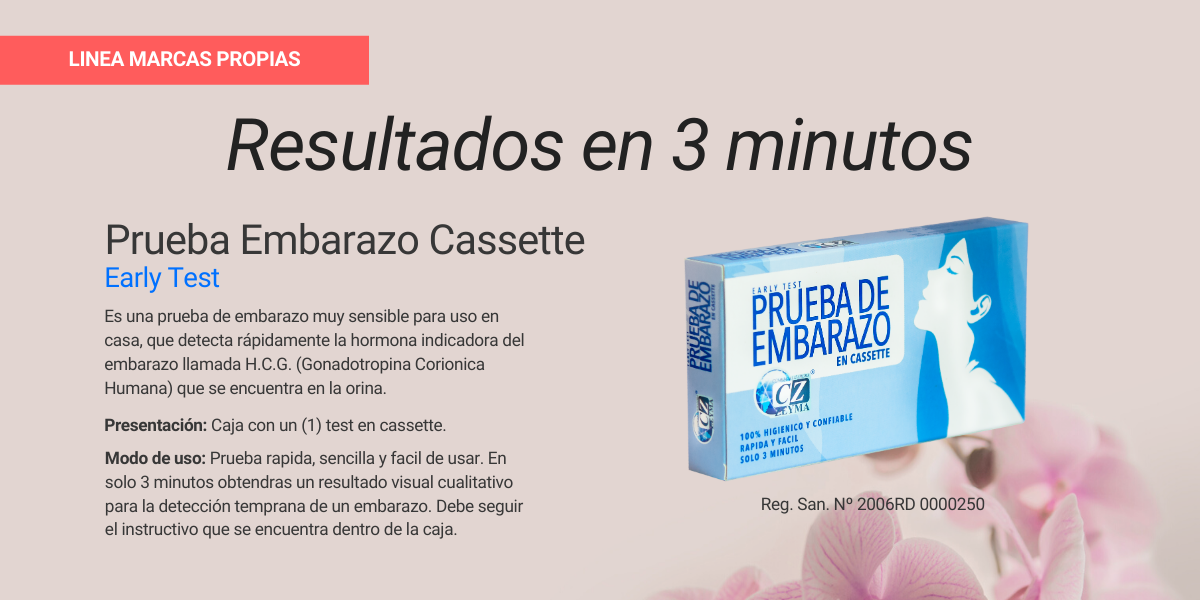 LINEA MARCAS PROPIAS
Resultados en 3 minutos
Prueba Embarazo Cassette
Early Test
Es una prueba de embarazo muy sensible para uso en
casa, que detecta rápidamente la hormona indicadora del
embarazo llamada H.C.G. (Gonadotropina Corionica
Humana) que se encuentra en la orina.
Presentación: Caja con un (1) test en cassette.
Modo de uso: Prueba rapida, sencilla y facil de usar. En
solo 3 minutos obtendras un resultado visual cualitativo
para la detección temprana de un embarazo. Debe seguir
el instructivo que se encuentra dentro de la caja.
PRUEBA DE
EMBARAZO
EN CASSETTE
EARLY TEST
PRUEBA DE
EMBARAZO
EN CASSETTE
CZ
ZEYMA
100% HIGIENICO Y CONFIABLE
RAPIDA Y FACIL
SOLO 3 MINUTOS
Reg. San. Nº 2006RD 0000250